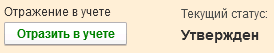 Отражение в учете
Отразить в учете
Текущий статус:
Утвержден